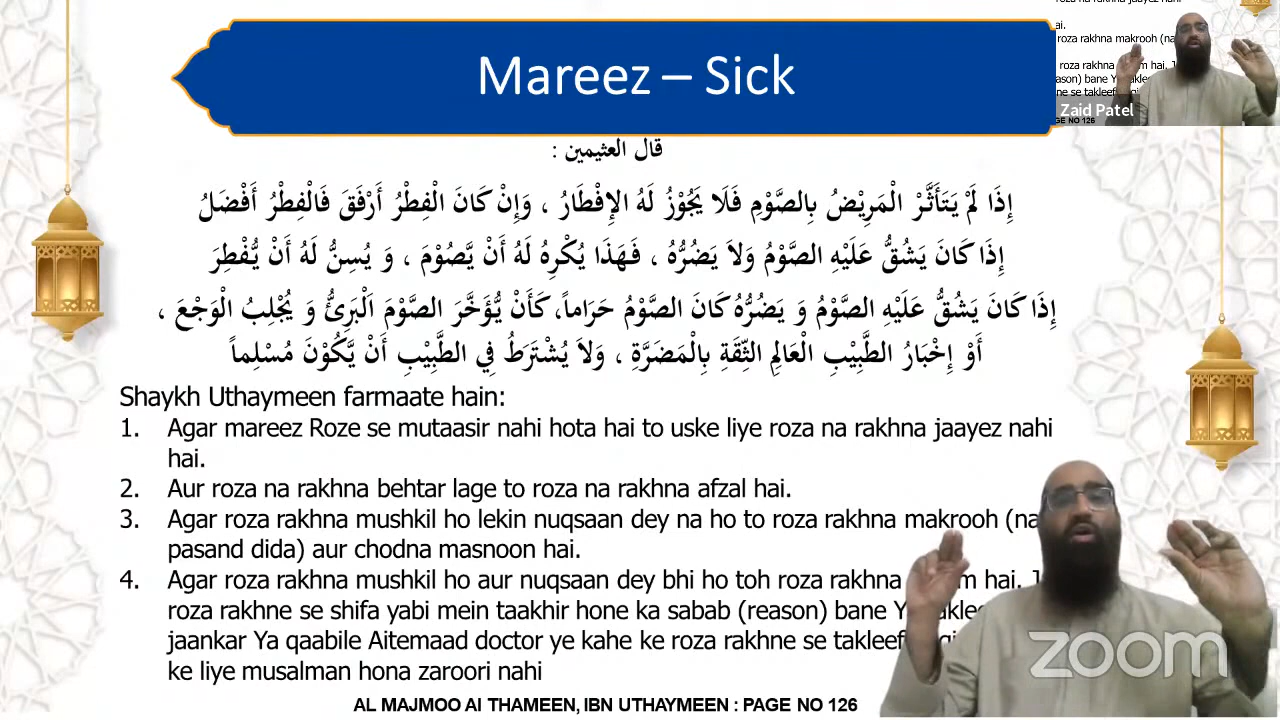 Mareez – Sick
roza rakhna makrooh (na
Zaid Patel
قال العثيمين :
إِذَا لَمْ يَتَأَثَّرْ الْمَرِيْضُ بِالصَّوْمِ فَلَا يَجُوْزُ لَهُ الإِفْطَارُ ، وَإِنْ كَانَ الْفِطْرُ أَرْفَقَ فَالْفِطْرُ أَفْضَلُ
إِذَا كَانَ يَشُقُّ عَلَيْهِ الصَّوْمُ ولاَ يَضُرُّهُ ، فَهَذَا يُكْرِهُ لَهُ أَنْ يَّصُوْمَ ، وَ يُسِنُّ لَهُ أَنْ يُّفْطِرَ
إِذَا كَانَ يَشُقُّ عَلَيْهِ الصَّوْمُ وَ يَضُرُّهُ كَانَ الصَّوْمُ حَرَاماً، كَأَنْ يُّؤَخَّرَ الصَّوْمَ اَلْبَرِئُّ وَ يُجْلِبُ الْوَجْعَ ،
أَوْ إِخْبَارُ الطَّبِيْبِ الْعَالِمِ الثِّقَةِ بِالْمَضَرَّةِ ، وَلاَ يُشْتَرَطُ فِي الطَّبِيْبِ أَنْ يَّكُوْنَ مُسْلِماً
Shaykh Uthaymeen farmaate hain:
1. Agar mareez Roze se mutaasir nahi hota hai to uske liye roza na rakhna jaayez nahi
hai.
2. Aur roza na rakhna behtar lage to roza na rakhna afzal hai.
3. Agar roza rakhna mushkil ho lekin nuqsaan dey na ho to roza rakhna makrooh (na
pasand dida) aur chodna masnoon hai.
4. Agar roza rakhna mushkil ho aur nuqsaan dey bhi ho toh roza rakhna hai.
roza rakhne se shifa yabi mein taakhir hone ka sabab (reason) bane
jaankar Ya qaabile Aitemaad doctor ye kahe ke roza rakhne se takleef
ke liye musalman hona zaroori nahi
zoom
AL MAJMOO AI THAMEEN, IBN UTHAYMEEN : PAGE NO 126